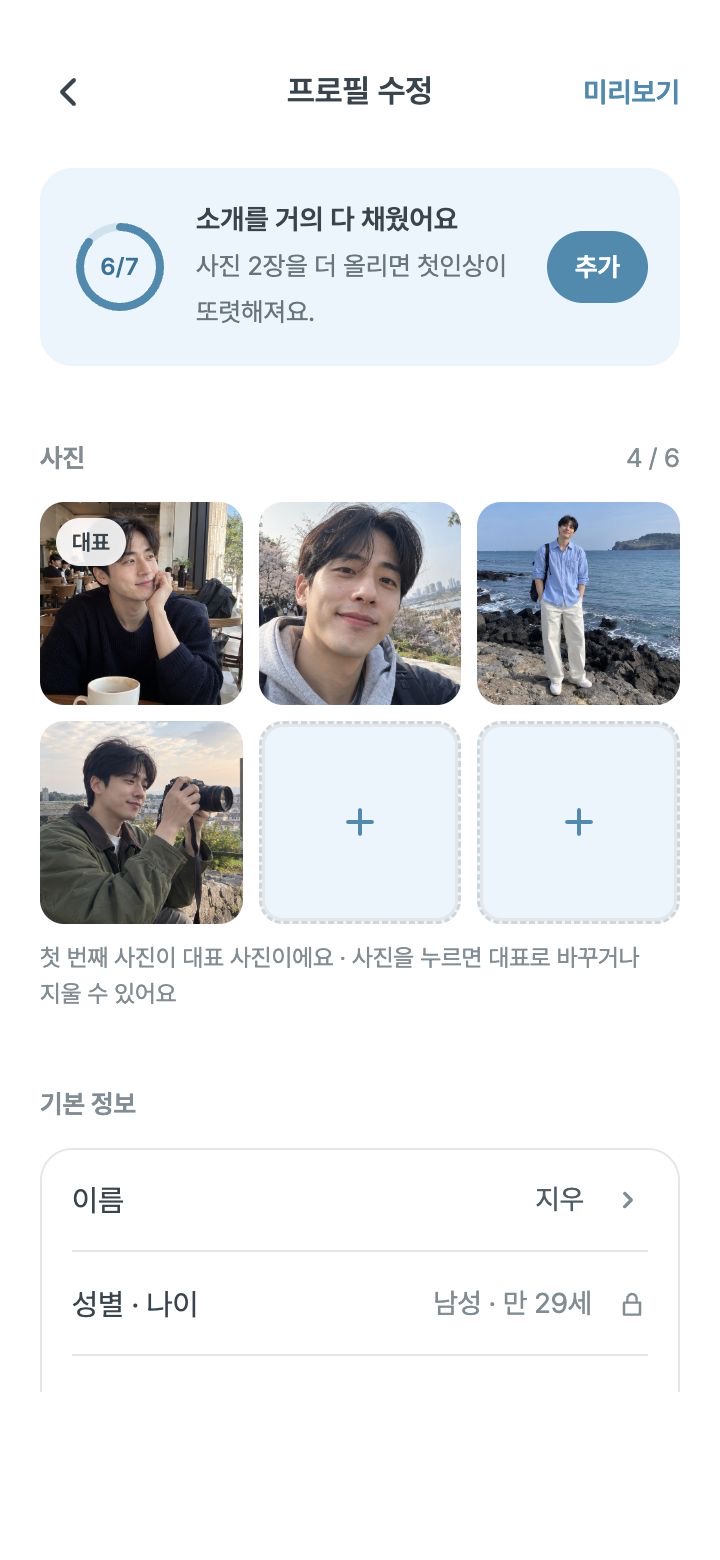 프로필 수정
미리보기
6/7
소개를 거의 다 채웠어요
사진 2장을 더 올리면 첫인상이
또렷해져요.
추가
사진
4 / 6
대표
첫 번째 사진이 대표 사진이에요 · 사진을 누르면 대표로 바꾸거나
지울 수 있어요
기본 정보
이름
지우
성별 · 나이
남성 · 만 29세